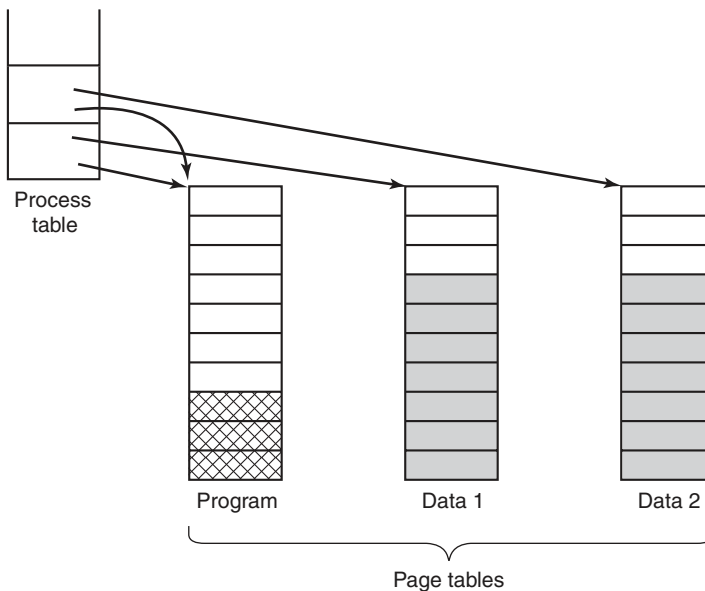 Process
table
Program
Data 1
Data 2
Page tables